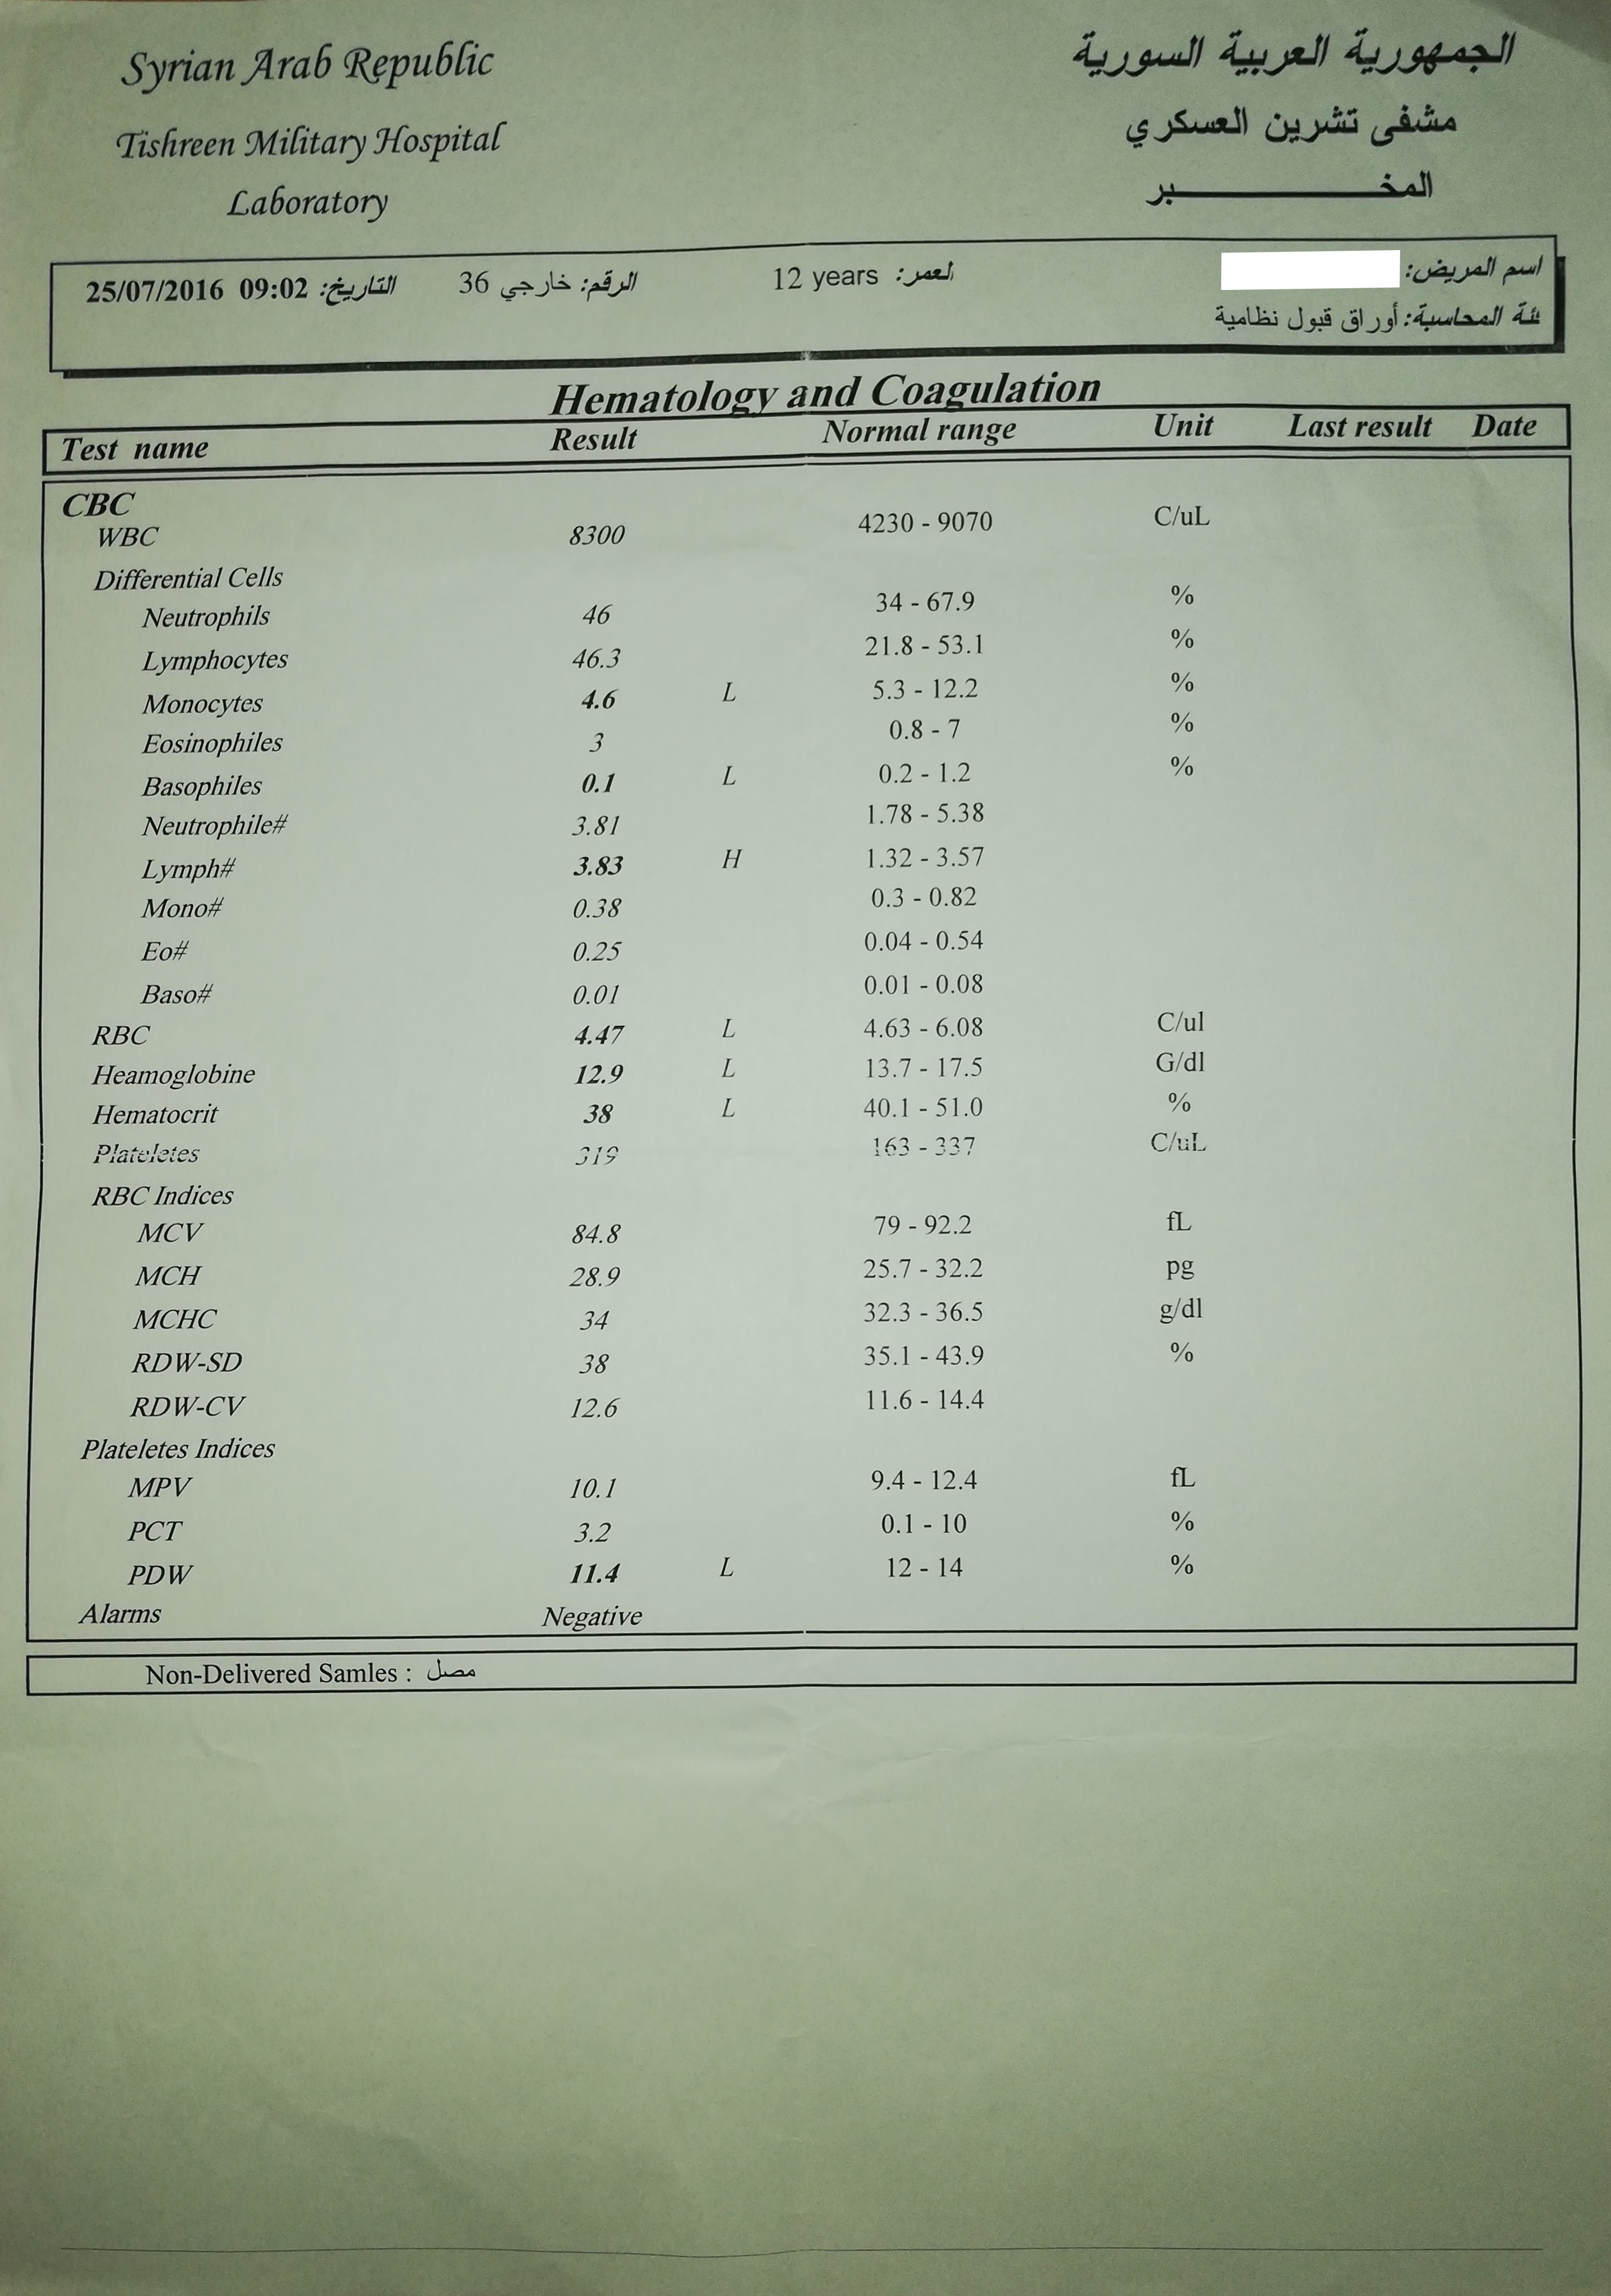 Syrian Arab Republic
الجمهورية العربية السورية
Tishreen Military Hospital
مشفى تشرين العسكري
Laboratory
المخـــــــــبر
اسم المريض: لعمر: 12 years الرقم: خارجي 36 التاريخ: 25/07/2016 09:02
ئة المحاسبة: أوراق قبول نظامية
Hematology and Coagulation
Test name Result Normal range Unit Last result Date
CBC
WBC 8300 4230 - 9070 C/uL
Differential Cells
Neutrophils 46 34 - 67.9 %
Lymphocytes 46.3 21.8 - 53.1 %
Monocytes 4.6 L 5.3 - 12.2 %
Eosinophiles 3 0.8 - 7 %
Basophiles 0.1 L 0.2 - 1.2 %
Neutrophile# 3.81 1.78 - 5.38
Lymph# 3.83 H 1.32 - 3.57
Mono# 0.38 0.3 - 0.82
Eo# 0.25 0.04 - 0.54
Baso# 0.01 0.01 - 0.08
RBC 4.47 L 4.63 - 6.08 C/ul
Heamoglobine 12.9 L 13.7 - 17.5 G/dl
Hematocrit 38 L 40.1 - 51.0 %
Plateletes 319 163 - 337 C/uL
RBC Indices
MCV 84.8 79 - 92.2 fL
MCH 28.9 25.7 - 32.2 pg
MCHC 34 32.3 - 36.5 g/dl
RDW-SD 38 35.1 - 43.9 %
RDW-CV 12.6 11.6 - 14.4
Plateletes Indices
MPV 10.1 9.4 - 12.4 fL
PCT 3.2 0.1 - 10 %
PDW 11.4 L 12 - 14 %
Alarms Negative
Non-Delivered Samles : مصل